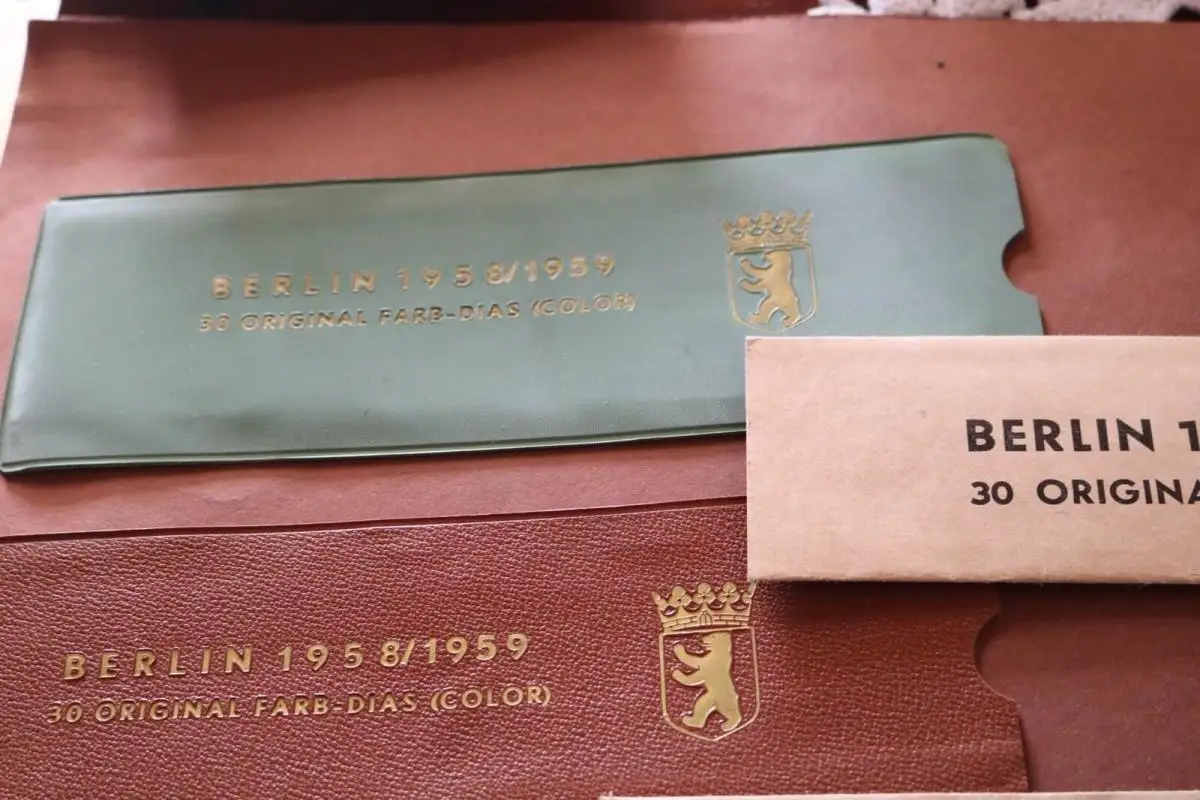 BERLIN 1958/1959
30 ORIGINAL FARB-DIAS (COLOR)
BERLIN 1
30 ORIGINA
BERLIN 1958/1959
30 ORIGINAL FARB-DIAS (COLOR)